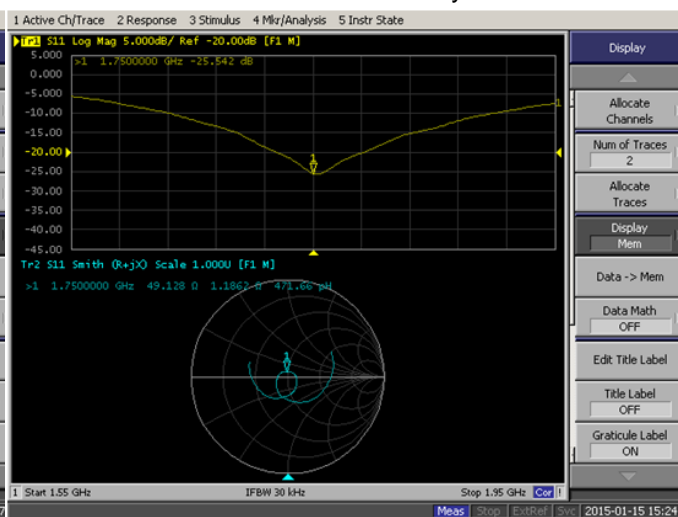 1 Active Ch/Trace 2 Response 3 Stimulus 4 Mkr/Analysis 5 Instr State
Tr1 S11 Log Mag 5.000dB/ Ref -20.00dB [F1 M]
>1 1.7500000 GHz -25.542 dB
5.000
0.000
-5.000
-10.00
-15.00
-20.00
-25.00
-30.00
-35.00
-40.00
-45.00
1
1
Tr2 S11 Smith (R+jX) Scale 1.000U [F1 M]
>1 1.7500000 GHz 49.128 Ω 1.1862 Ω 471.66 pH
1
1 Start 1.55 GHz IFBW 30 kHz Stop 1.95 GHz Cor !
Display
Allocate
Channels
Num of Traces
2
Allocate
Traces
Display
Mem
Data -> Mem
Data Math
OFF
Edit Title Label
Title Label
OFF
Graticule Label
ON
Meas Stop ExtRef Svc 2015-01-15 15:24